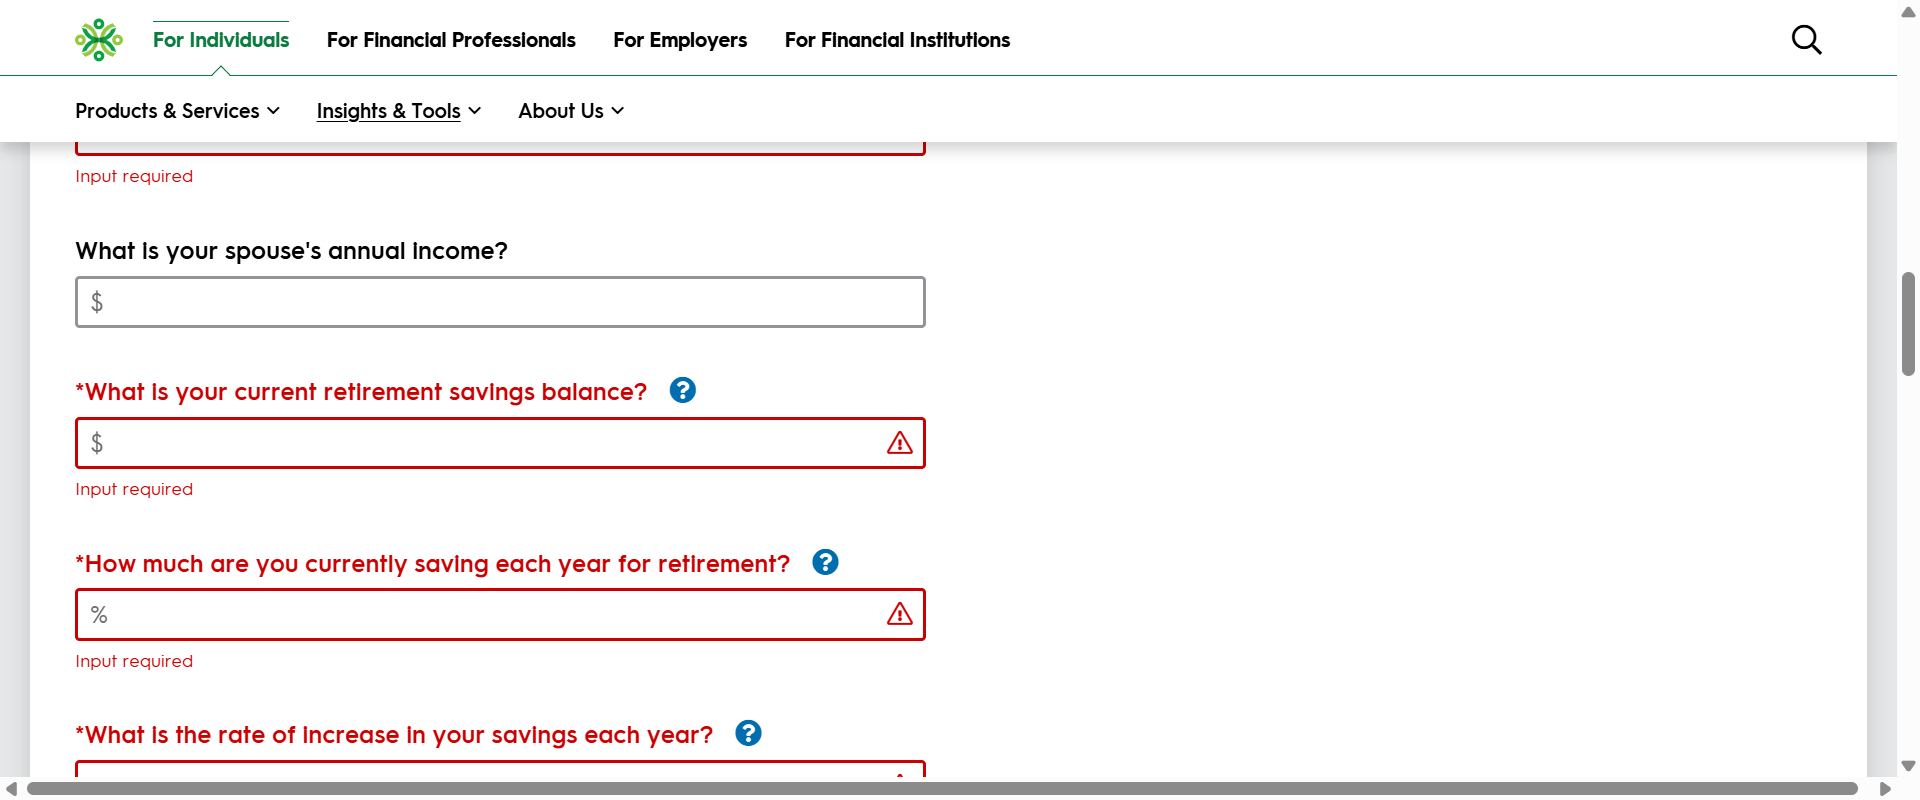 For Individuals For Financial Professionals For Employers For Financial Institutions
Products & Services Insights & Tools About Us
Input required
What is your spouse's annual income?
$
*What is your current retirement savings balance? ?
$
Input required
*How much are you currently saving each year for retirement? ?
%
Input required
*What is the rate of increase in your savings each year? ?